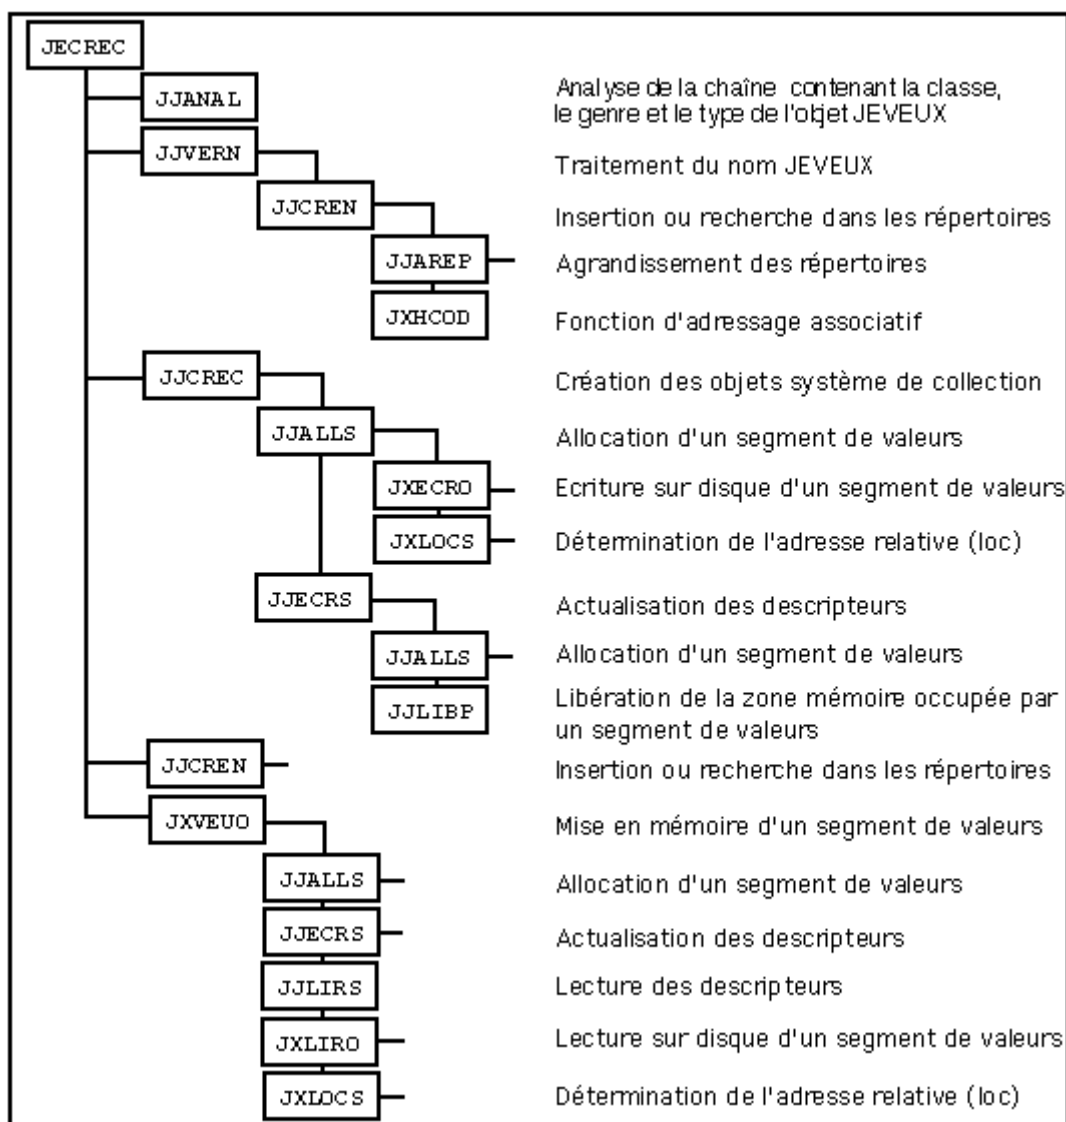 JECREC
JJANAL Analyse de la chaîne contenant la classe,
le genre et le type de l'objet JEVEUX
JJVERN Traitement du nom JEVEUX
JJCREN Insertion ou recherche dans les répertoires
JJAREP Agrandissement des répertoires
JXHCOD Fonction d'adressage associatif
JJCREC Création des objets système de collection
JJALLS Allocation d'un segment de valeurs
JXECRO Ecriture sur disque d'un segment de valeurs
JXLOCS Détermination de l'adresse relative (loc)
JJECRS Actualisation des descripteurs
JJALLS Allocation d'un segment de valeurs
JJLIBP Libération de la zone mémoire occupée par
un segment de valeurs
JJCREN Insertion ou recherche dans les répertoires
JXVEUO Mise en mémoire d'un segment de valeurs
JJALLS Allocation d'un segment de valeurs
JJECRS Actualisation des descripteurs
JJLIRS Lecture des descripteurs
JXLIRO Lecture sur disque d'un segment de valeurs
JXLOCS Détermination de l'adresse relative (loc)